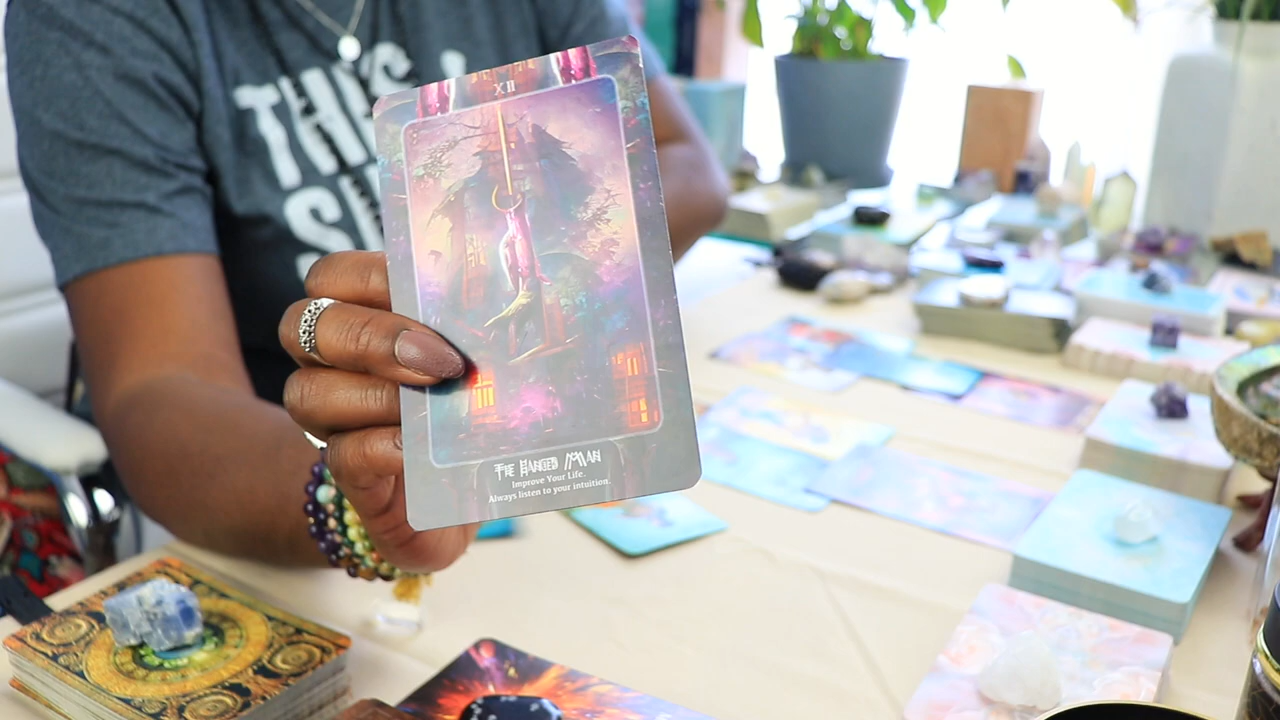 THIS
XII
THE HANGED MAN
Improve Your Life.
Always listen to your intuition.